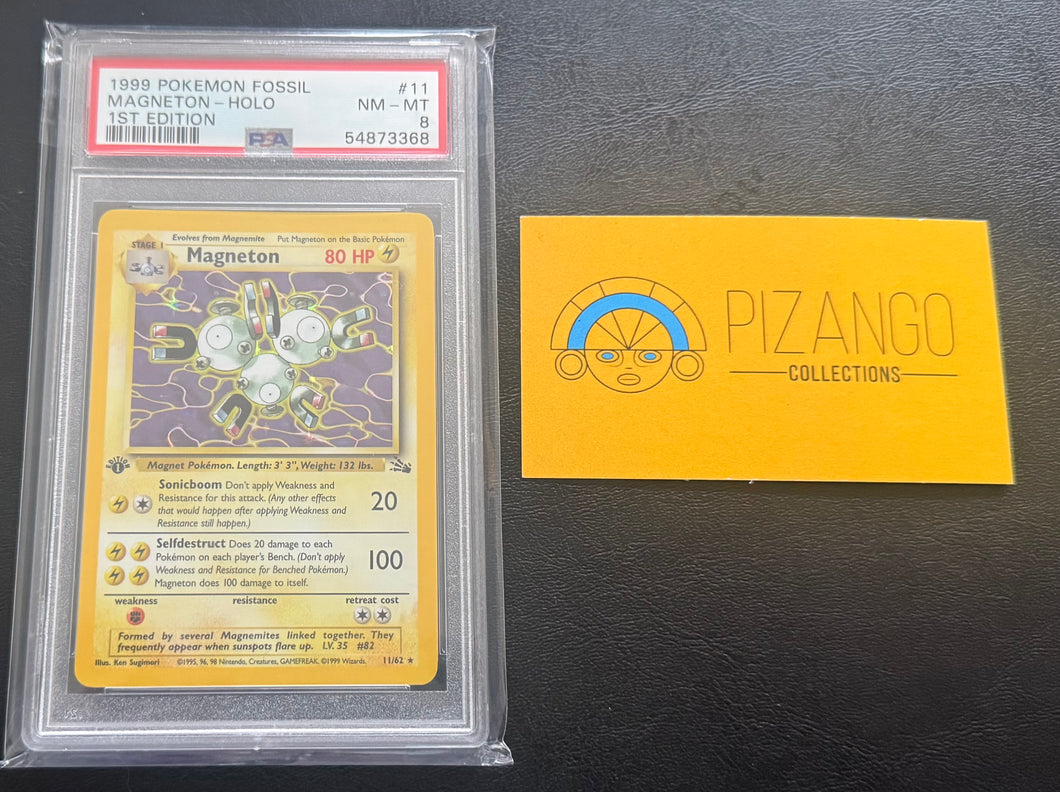 1999 POKEMON FOSSIL #11
MAGNETON - HOLO NM - MT
1ST EDITION 8
PSA 54873368
Evolves from Magnemite Put Magneton on the Basic Pokémon
STAGE 1
Magneton 80 HP
EDITION 1
Magnet Pokémon. Length: 3' 3", Weight: 132 lbs.
Sonicboom Don't apply Weakness and
Resistance for this attack. (Any other effects
that would happen after applying Weakness and
Resistance still happen.)
20
Selfdestruct Does 20 damage to each
Pokémon on each player's Bench. (Don't apply
Weakness and Resistance for Benched Pokémon.)
Magneton does 100 damage to itself.
100
weakness resistance retreat cost
Formed by several Magnemites linked together. They
frequently appear when sunspots flare up. LV. 35 #82
Illus. Ken Sugimori ©1995, 96, 98 Nintendo, Creatures, GAMEFREAK. ©1999 Wizards. 11/62 ★
PIZANGO
COLLECTIONS